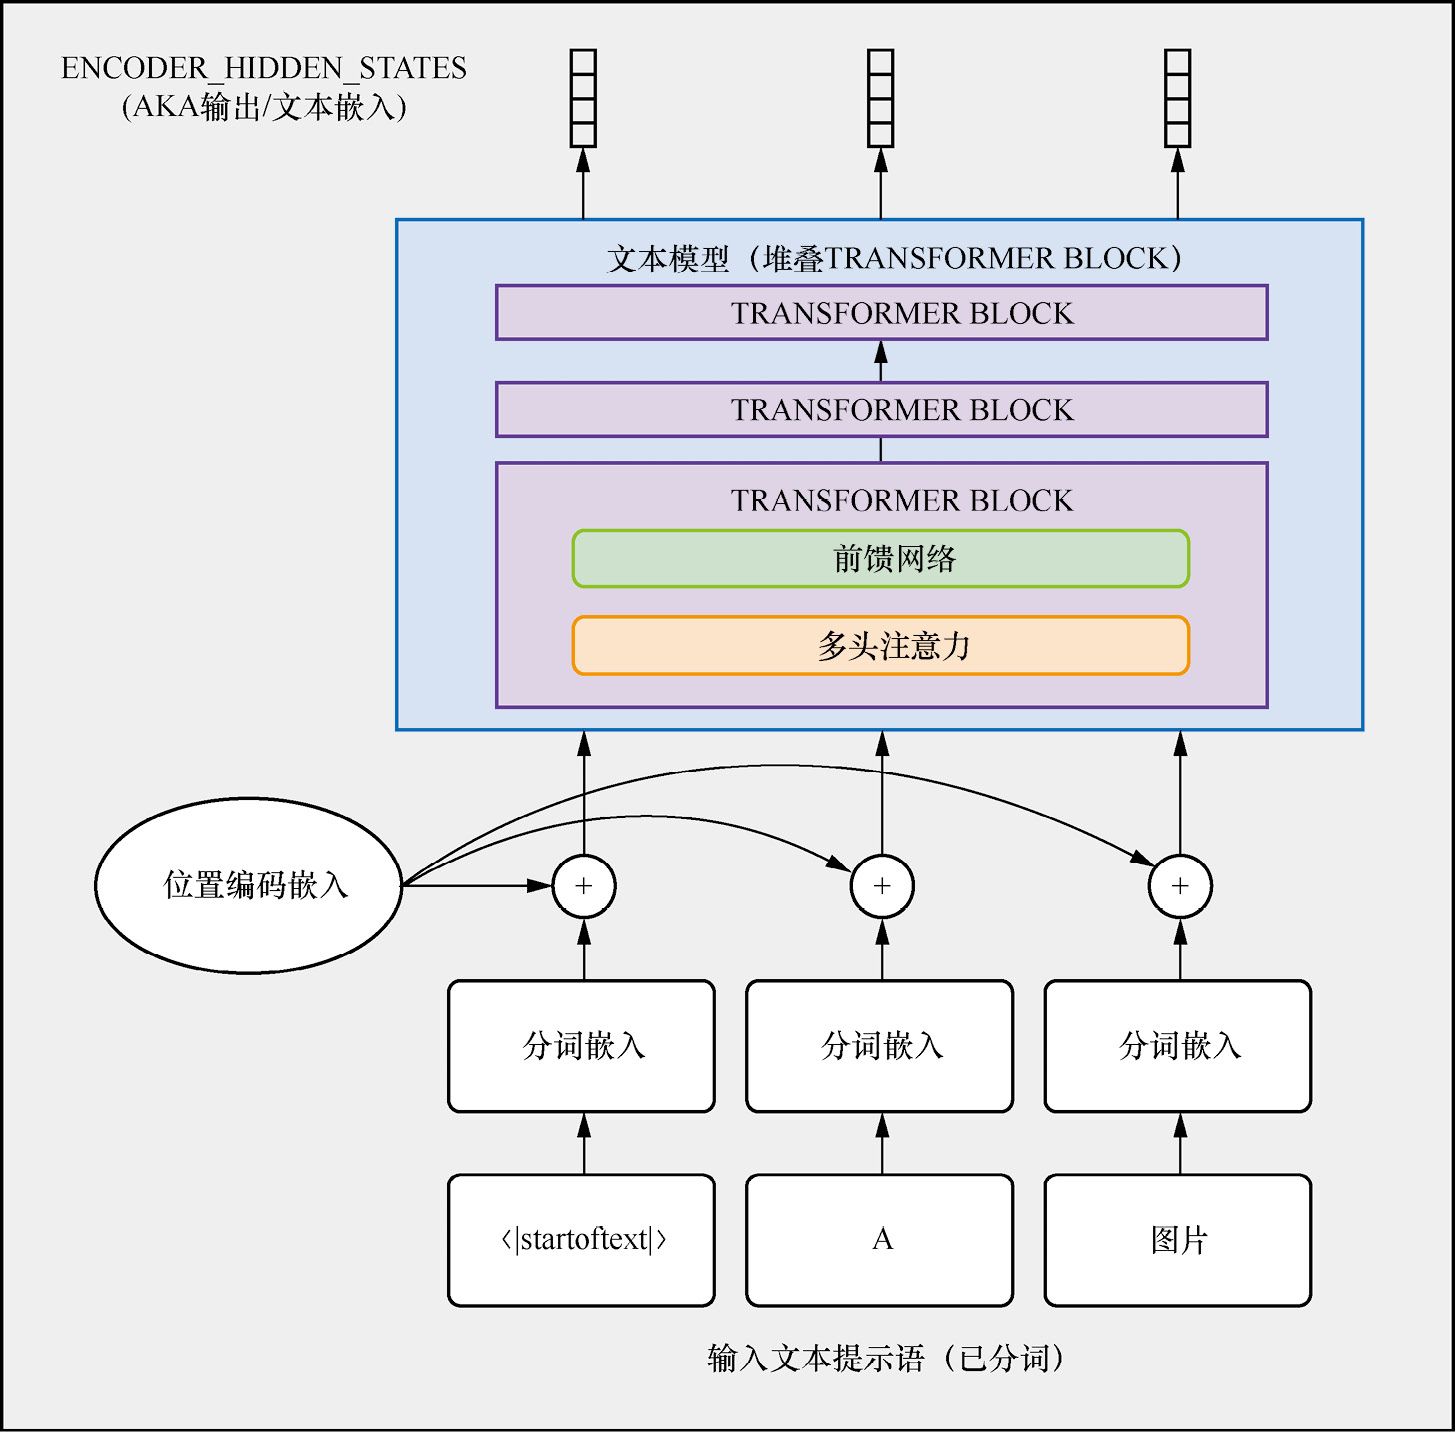 ENCODER_HIDDEN_STATES
(AKA输出/文本嵌入)
文本模型（堆叠TRANSFORMER BLOCK）
TRANSFORMER BLOCK
TRANSFORMER BLOCK
TRANSFORMER BLOCK
前馈网络
多头注意力
位置编码嵌入
+
+
+
分词嵌入
分词嵌入
分词嵌入
<|startoftext|>
A
图片
输入文本提示语（已分词）